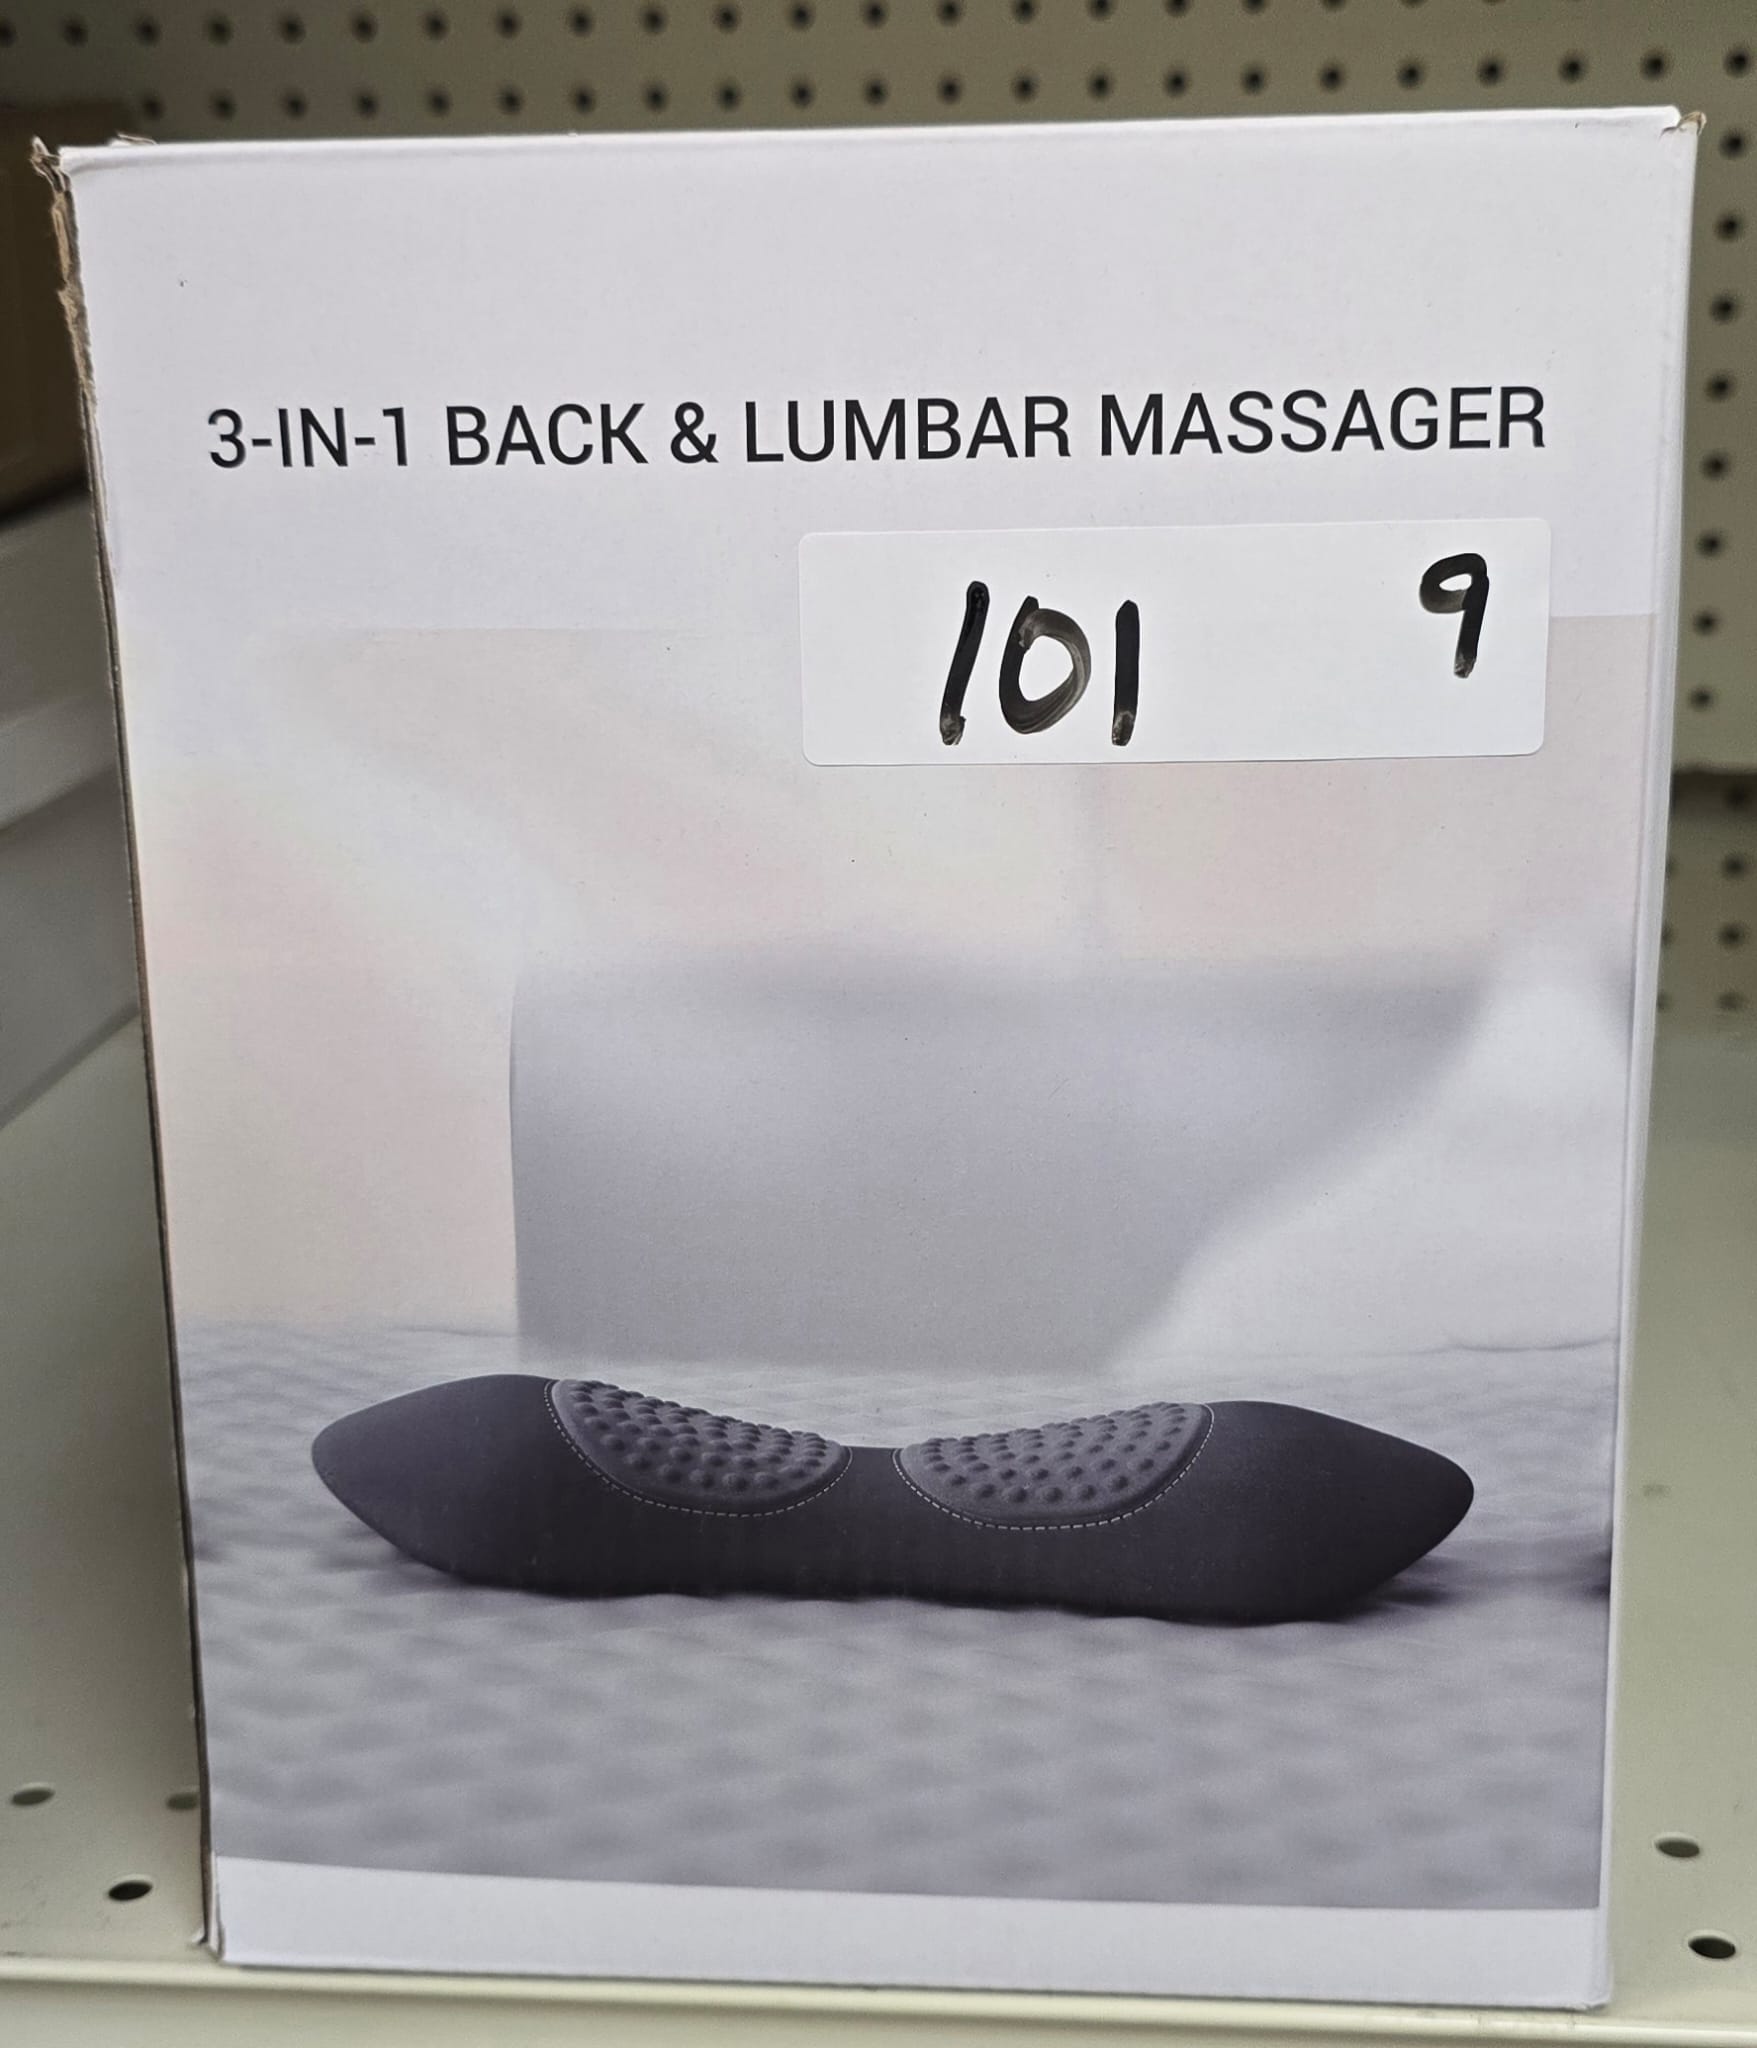 3-IN-1 BACK & LUMBAR MASSAGER
101 9